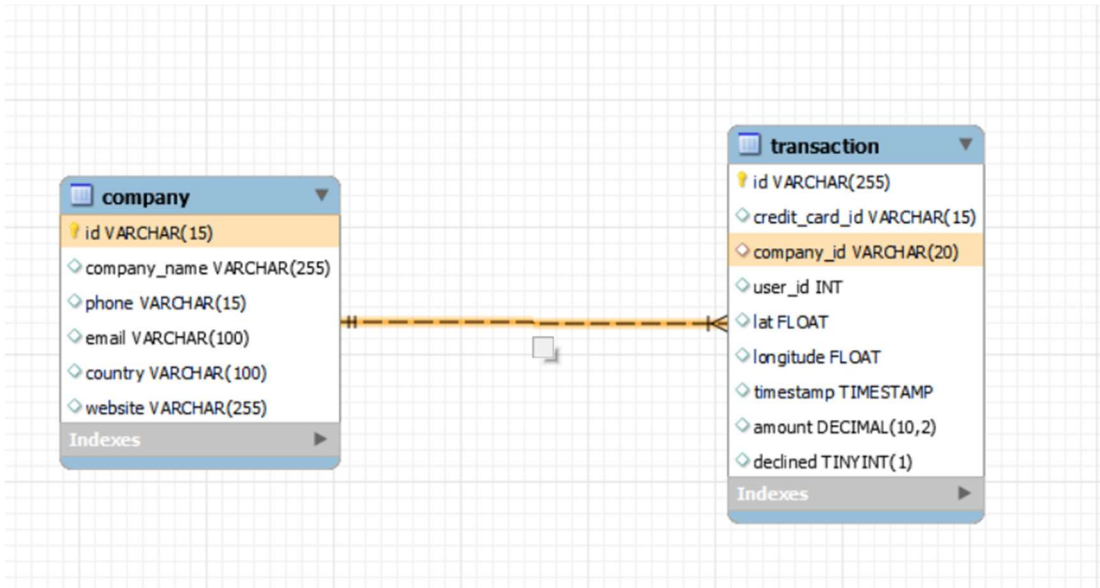 company
id VARCHAR(15)
company_name VARCHAR(255)
phone VARCHAR(15)
email VARCHAR(100)
country VARCHAR(100)
website VARCHAR(255)
Indexes
transaction
id VARCHAR(255)
credit_card_id VARCHAR(15)
company_id VARCHAR(20)
user_id INT
lat FLOAT
longitude FLOAT
timestamp TIMESTAMP
amount DECIMAL(10,2)
declined TINYINT(1)
Indexes